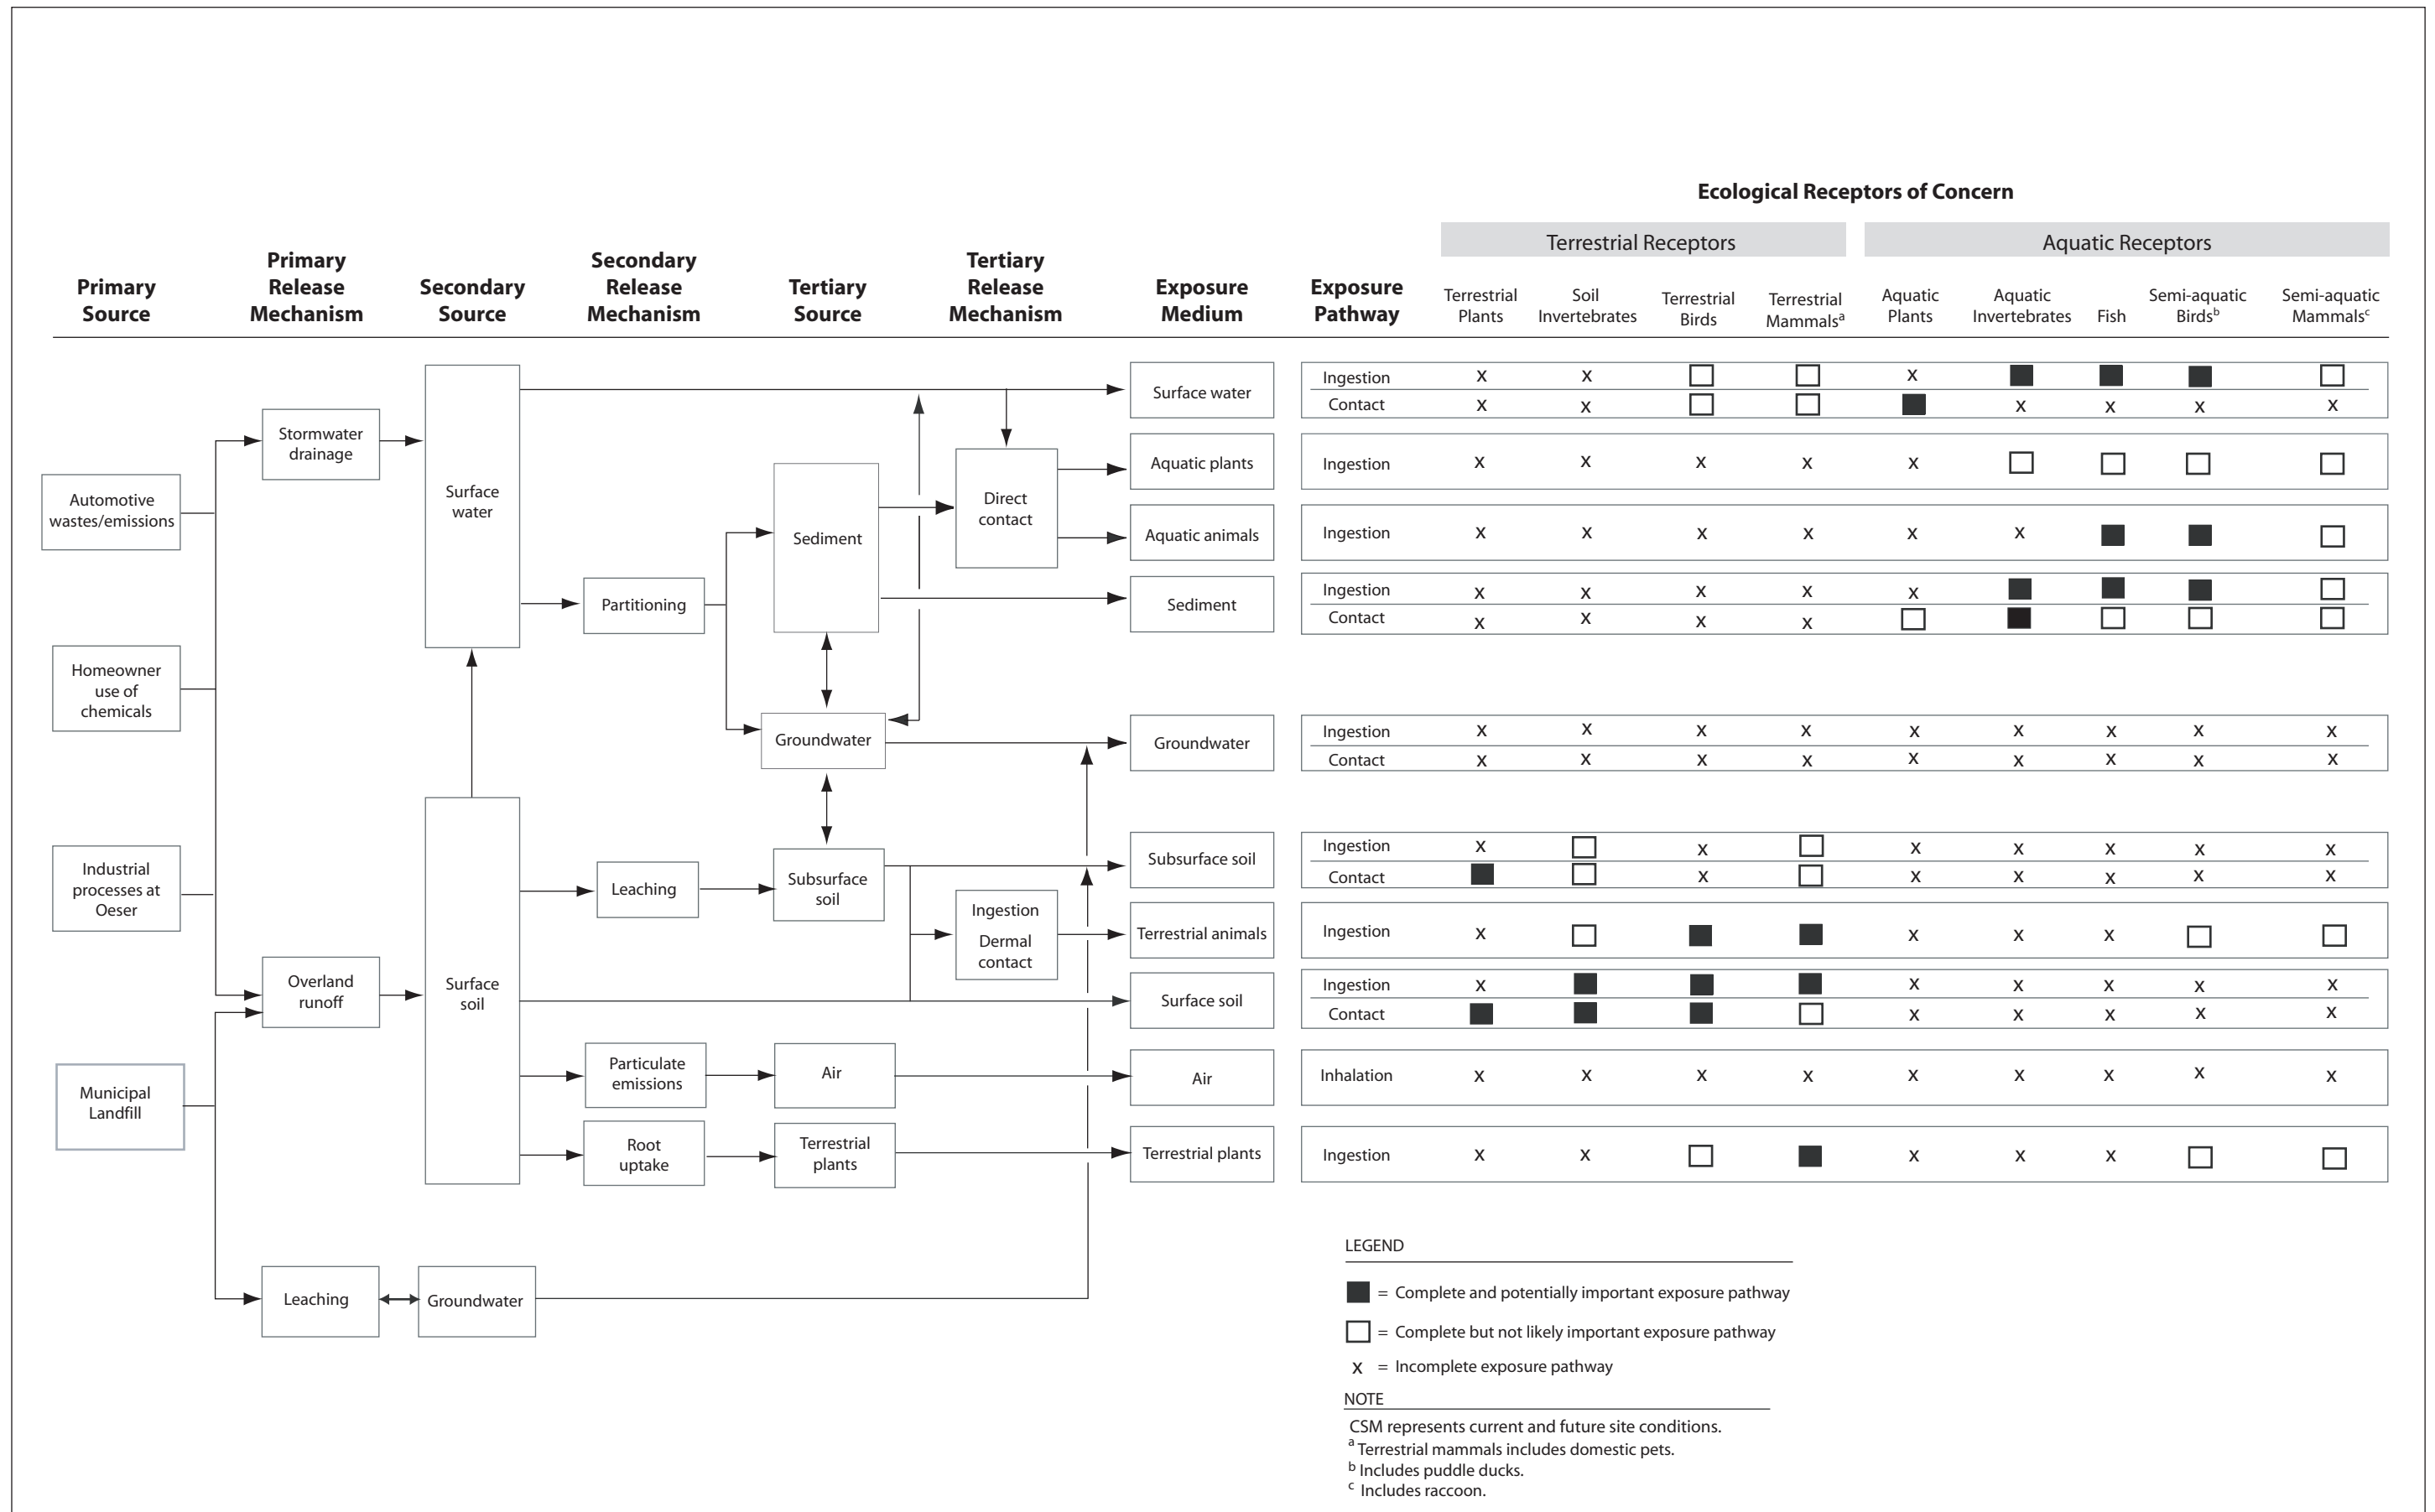 Ecological Receptors of Concern
Terrestrial Receptors
Aquatic Receptors
Primary
Source
Primary
Release
Mechanism
Secondary
Source
Secondary
Release
Mechanism
Tertiary
Source
Tertiary
Release
Mechanism
Exposure
Medium
Exposure
Pathway
Terrestrial
Plants
Soil
Invertebrates
Terrestrial
Birds
Terrestrial
Mammalsa
Aquatic
Plants
Aquatic
Invertebrates
Fish
Semi-aquatic
Birdsb
Semi-aquatic
Mammalsc
Automotive
wastes/emissions
Homeowner
use of
chemicals
Industrial
processes at
Oeser
Municipal
Landfill
Stormwater
drainage
Overland
runoff
Leaching
Surface
water
Surface
soil
Groundwater
Partitioning
Leaching
Particulate
emissions
Root
uptake
Sediment
Groundwater
Subsurface
soil
Air
Terrestrial
plants
Direct
contact
Ingestion
Dermal
contact
Surface water
Ingestion x x x x
Contact x x x x x x
Aquatic plants
Ingestion x x x x x
Aquatic animals
Ingestion x x x x x x
Sediment
Ingestion x x x x x
Contact x x x x
Groundwater
Ingestion x x x x x x x x x
Contact x x x x x x x x x
Subsurface soil
Ingestion x x x x x x x
Contact x x x x x x
Terrestrial animals
Ingestion x x x x
Surface soil
Ingestion x x x x x x
Contact x x x x x
Air
Inhalation x x x x x x x x x
Terrestrial plants
Ingestion x x x x x
LEGEND
= Complete and potentially important exposure pathway
= Complete but not likely important exposure pathway
x = Incomplete exposure pathway
NOTE
CSM represents current and future site conditions.
a Terrestrial mammals includes domestic pets.
b Includes puddle ducks.
c Includes raccoon.